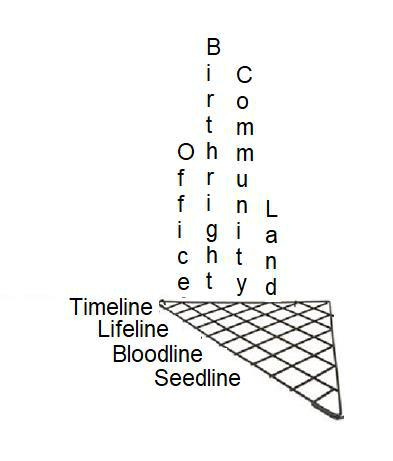 Office
Birthright
Community
Land
Timeline
Lifeline
Bloodline
Seedline